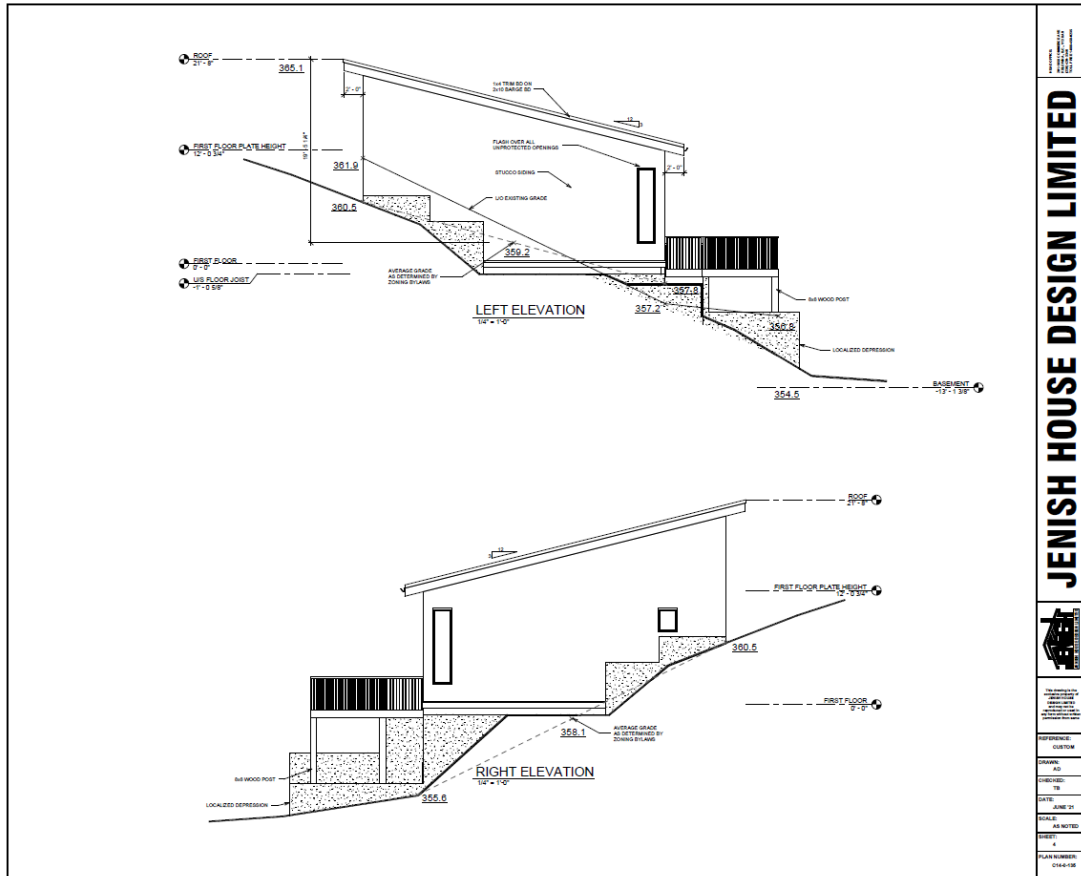 ROOF
21' - 8"
365.1
2' - 0"
1x4 TRIM BD ON
2x10 BARGE BD
12
3
FIRST FLOOR PLATE HEIGHT
12' - 0 3/4"
FLASH OVER ALL
UNPROTECTED OPENINGS
361.9
2' - 0"
STUCCO SIDING
L/O EXISTING GRADE
360.5
359.2
FIRST FLOOR
0' - 0"
AVERAGE GRADE
AS DETERMINED BY
ZONING BYLAWS
U/S FLOOR JOIST
-1' - 0 5/8"
357.8
6x6 WOOD POST
LEFT ELEVATION
1/4" = 1'-0"
357.2
356.8
LOCALIZED DEPRESSION
BASEMENT
-13' - 1 3/8"
354.5
ROOF
21' - 8"
12
3
FIRST FLOOR PLATE HEIGHT
12' - 0 3/4"
360.5
FIRST FLOOR
0' - 0"
AVERAGE GRADE
AS DETERMINED BY
ZONING BYLAWS
358.1
RIGHT ELEVATION
1/4" = 1'-0"
6x6 WOOD POST
355.6
LOCALIZED DEPRESSION
JENISH HOUSE DESIGN LIMITED
REFERENCE:
CUSTOM
DRAWN:
AD
CHECKED:
TB
DATE:
JUNE '21
SCALE:
AS NOTED
SHEET:
4
PLAN NUMBER: